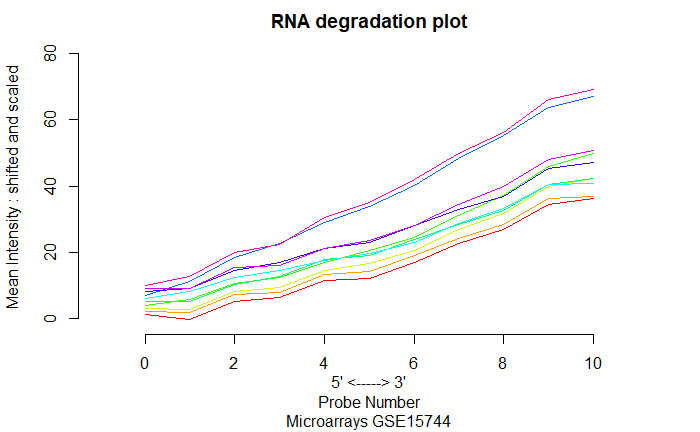 RNA degradation plot
Mean Intensity : shifted and scaled
80
60
40
20
0
0 2 4 6 8 10
5' <-----> 3'
Probe Number
Microarrays GSE15744